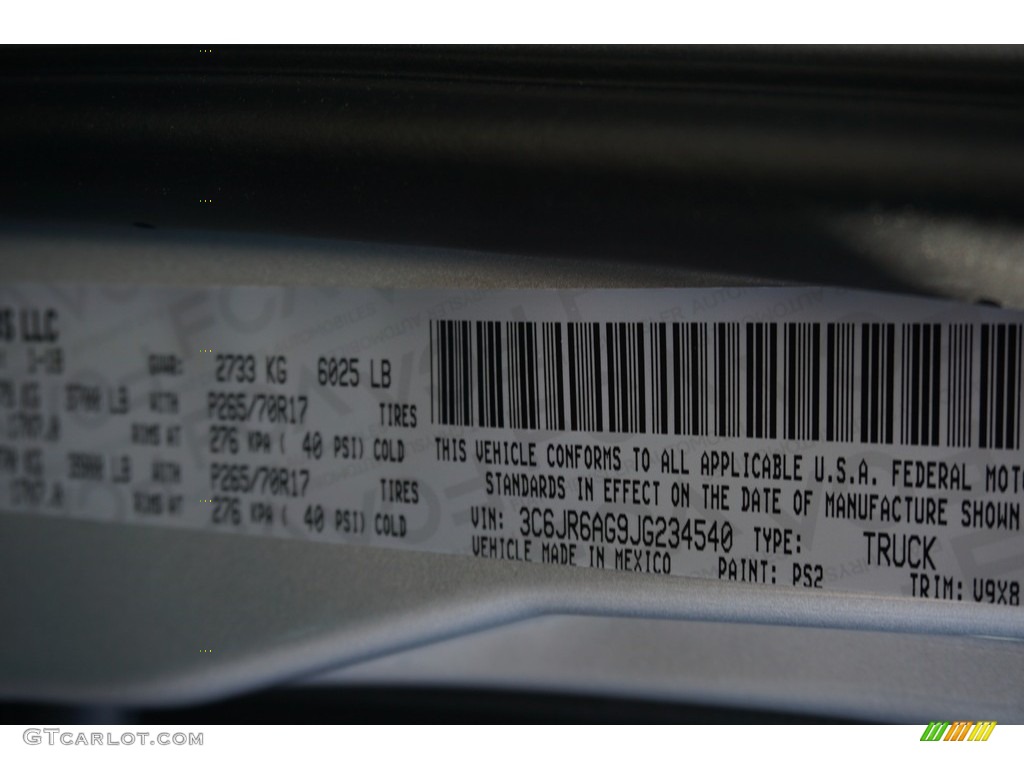 LLC
2733 KG 6025 LB
P265/70R17 TIRES
276 KPA ( 40 PSI) COLD
P265/70R17 TIRES
276 KPA ( 40 PSI) COLD
THIS VEHICLE CONFORMS TO ALL APPLICABLE U.S.A. FEDERAL MOT
STANDARDS IN EFFECT ON THE DATE OF MANUFACTURE SHOWN
VIN: 3C6JR6AG9JG234540 TYPE: TRUCK
VEHICLE MADE IN MEXICO PAINT: PS2 TRIM: V9X8
GTCarLot.com